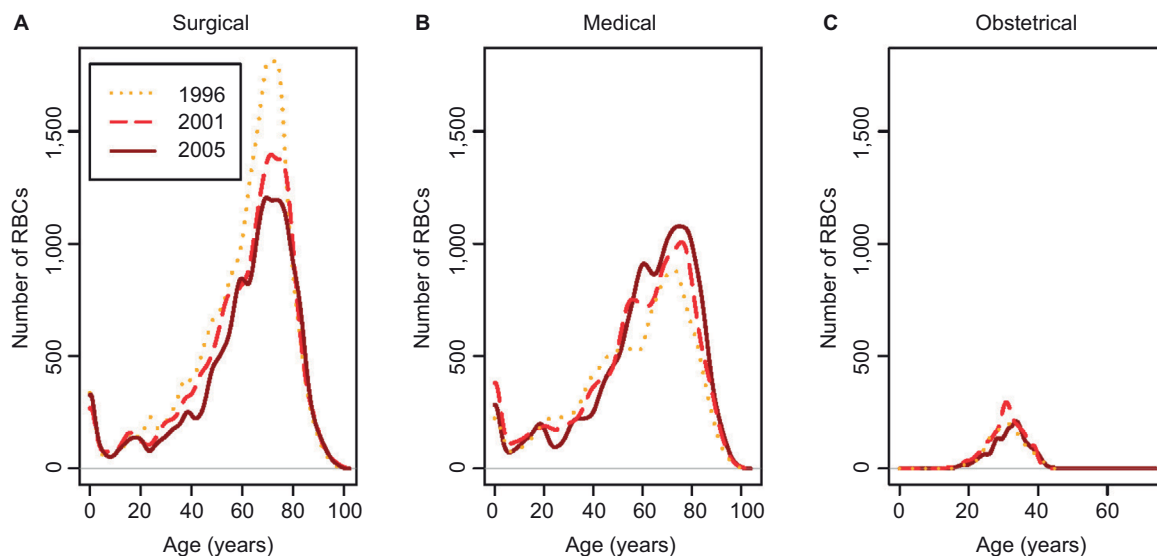 A Surgical
1996
2001
2005
Number of RBCs
0 500 1,000 1,500
0 20 40 60 80 100
Age (years)
B Medical
Number of RBCs
0 500 1,000 1,500
0 20 40 60 80 100
Age (years)
C Obstetrical
Number of RBCs
0 500 1,000 1,500
0 20 40 60
Age (years)